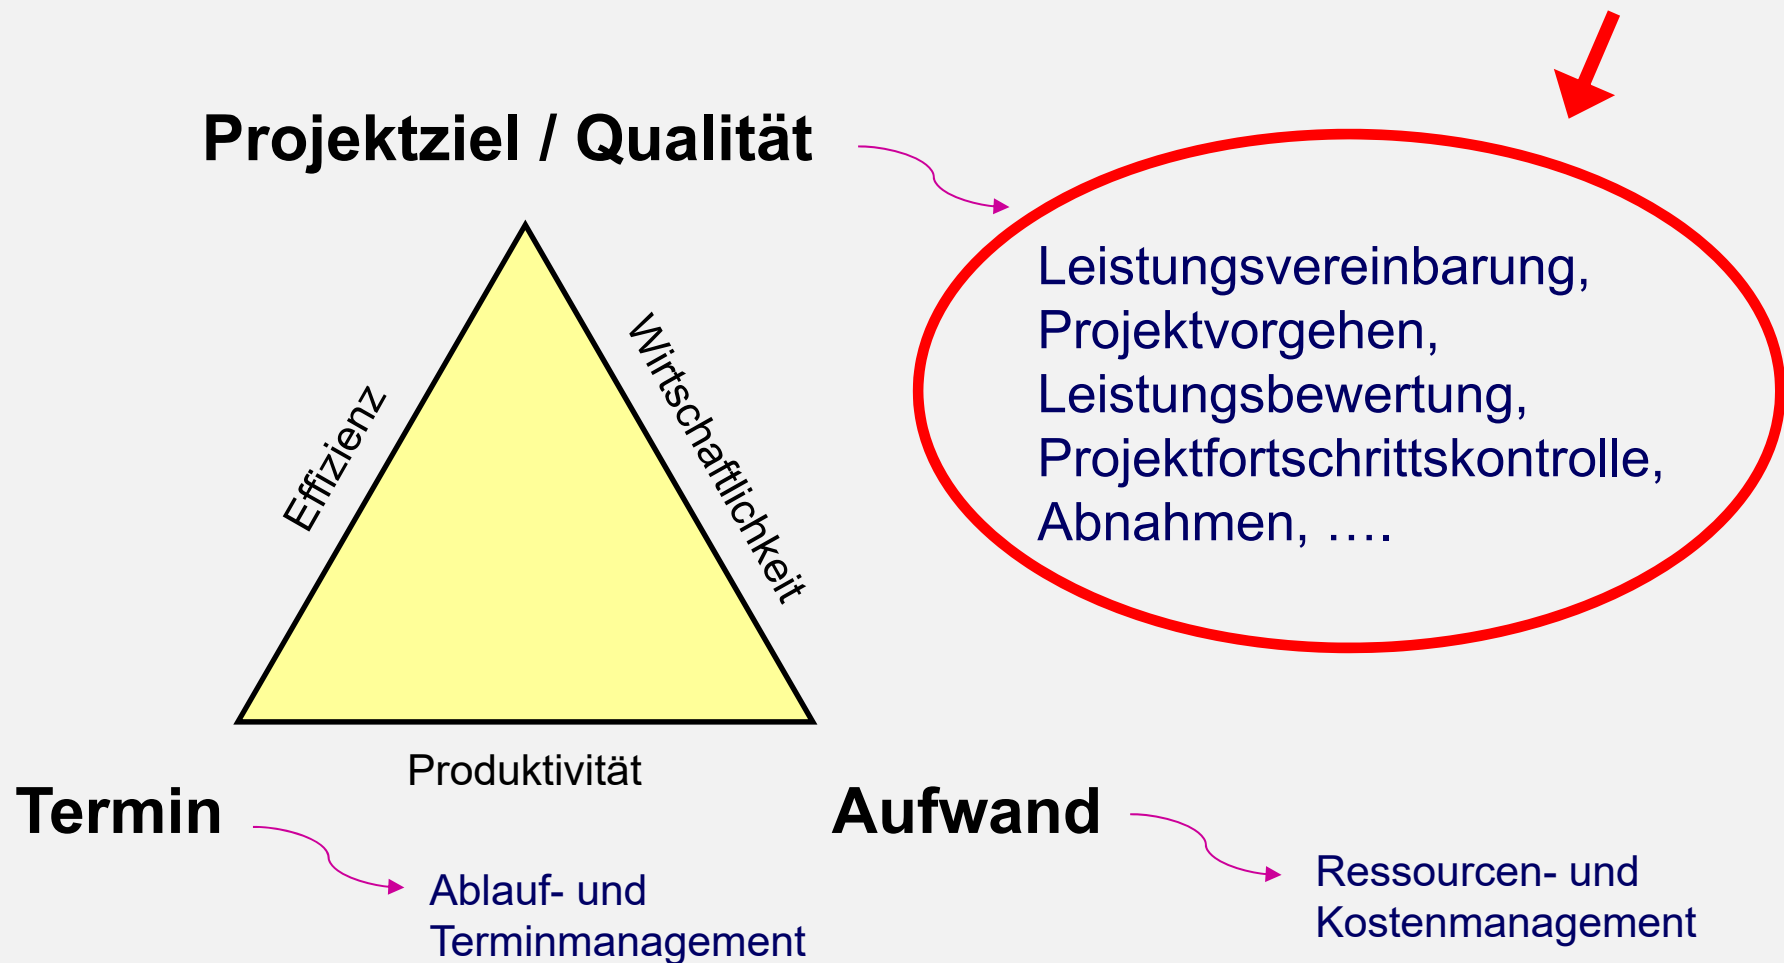 Projektziel / Qualität
Leistungsvereinbarung,
Projektvorgehen,
Leistungsbewertung,
Projektfortschrittskontrolle,
Abnahmen, ….
Effizienz
Wirtschaftlichkeit
Produktivität
Termin
Aufwand
Ablauf- und
Terminmanagement
Ressourcen- und
Kostenmanagement